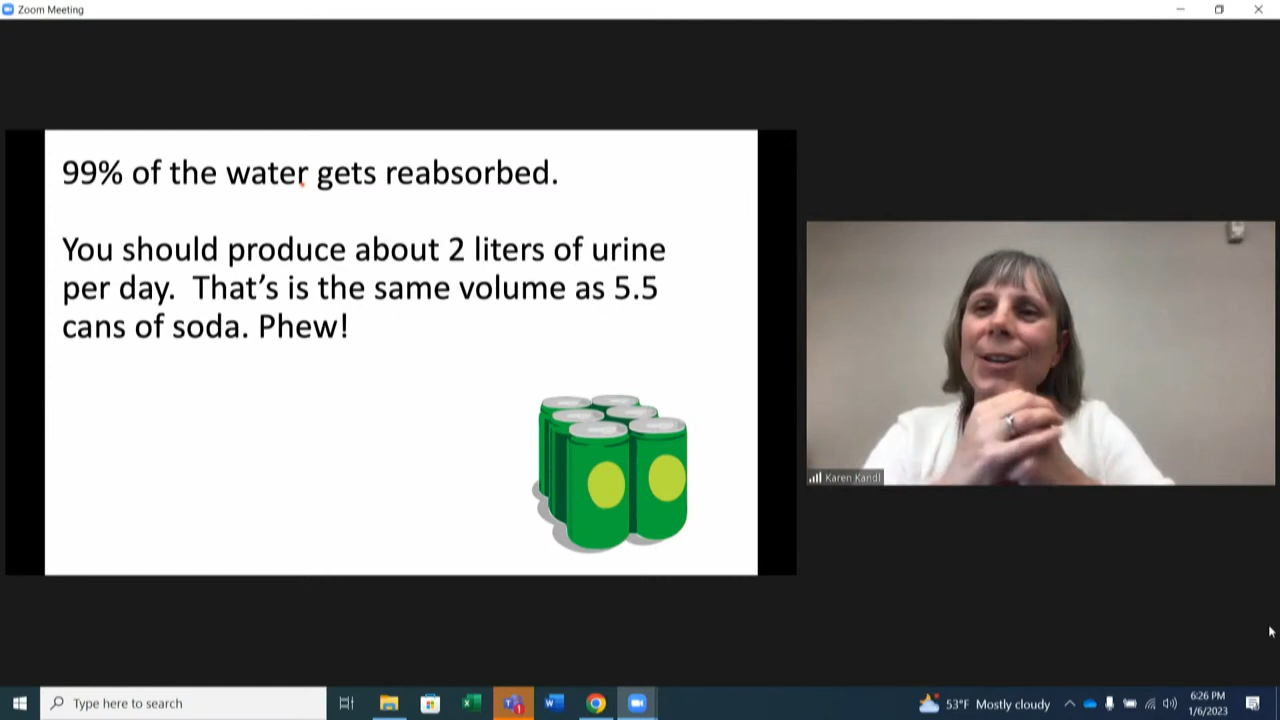 Zoom Meeting
99% of the water gets reabsorbed.
You should produce about 2 liters of urine
per day. That's is the same volume as 5.5
cans of soda. Phew!
Karen Kandl
Type here to search
1
53°F Mostly cloudy
6:26 PM
1/6/2023